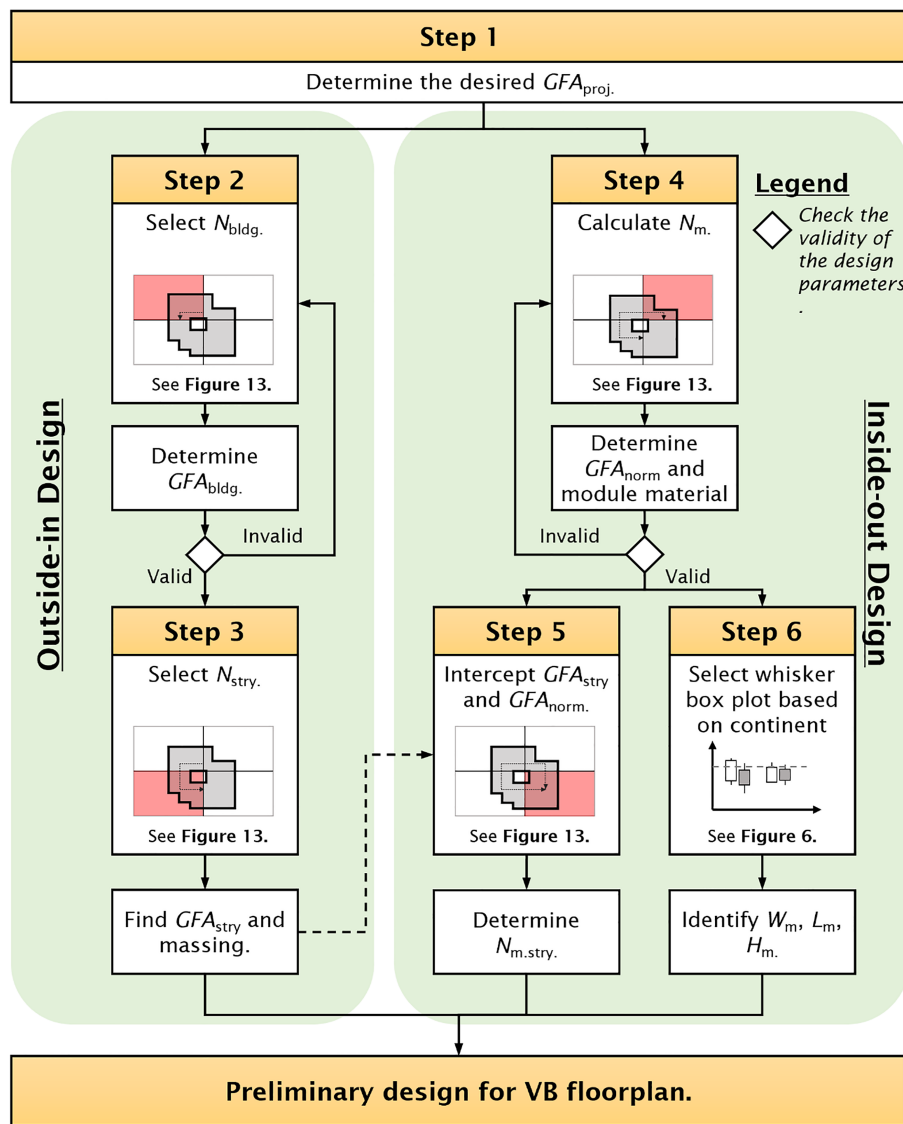 Step 1
Determine the desired GFAproj.
Step 2
Select Nbldg.
See Figure 13.
Determine
GFAbldg.
Invalid
Valid
Step 3
Select Nstry.
See Figure 13.
Find GFAstry and
massing.
Outside-in Design
Step 4
Calculate Nm.
See Figure 13.
Determine
GFAnorm and
module material
Invalid
Valid
Legend
Check the
validity of
the design
parameters
.
Step 5
Intercept GFAstry
and GFAnorm.
See Figure 13.
Determine
Nm.stry.
Step 6
Select whisker
box plot based
on continent
See Figure 6.
Identify Wm, Lm,
Hm.
Inside-out Design
Preliminary design for VB floorplan.